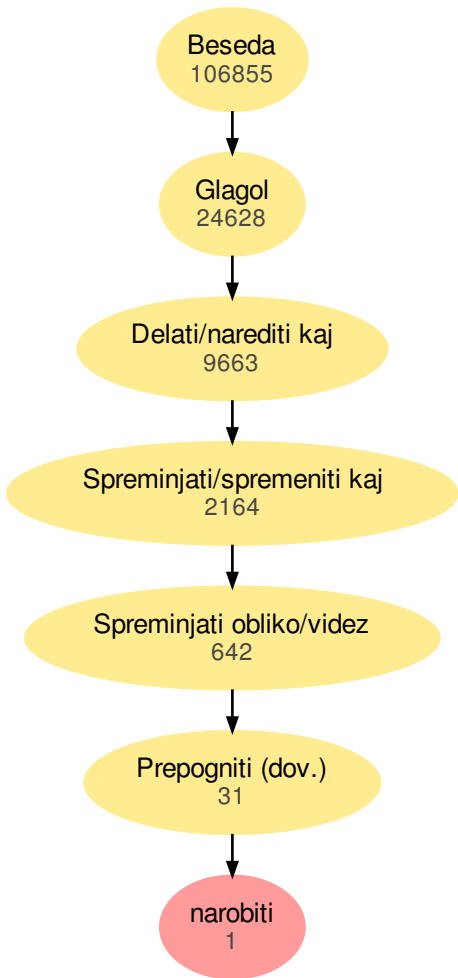 Beseda
106855
Glagol
24628
Delati/narediti kaj
9663
Spreminjati/spremeniti kaj
2164
Spreminjati obliko/videz
642
Prepogniti (dov.)
31
narobiti
1